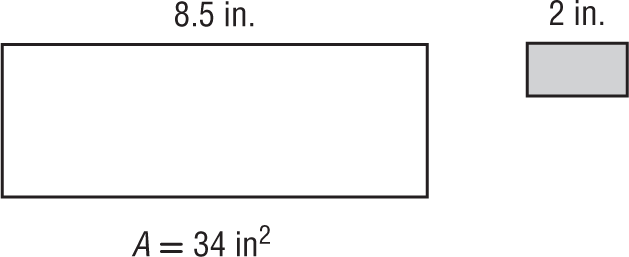 8.5 in.
2 in.
A = 34 in²